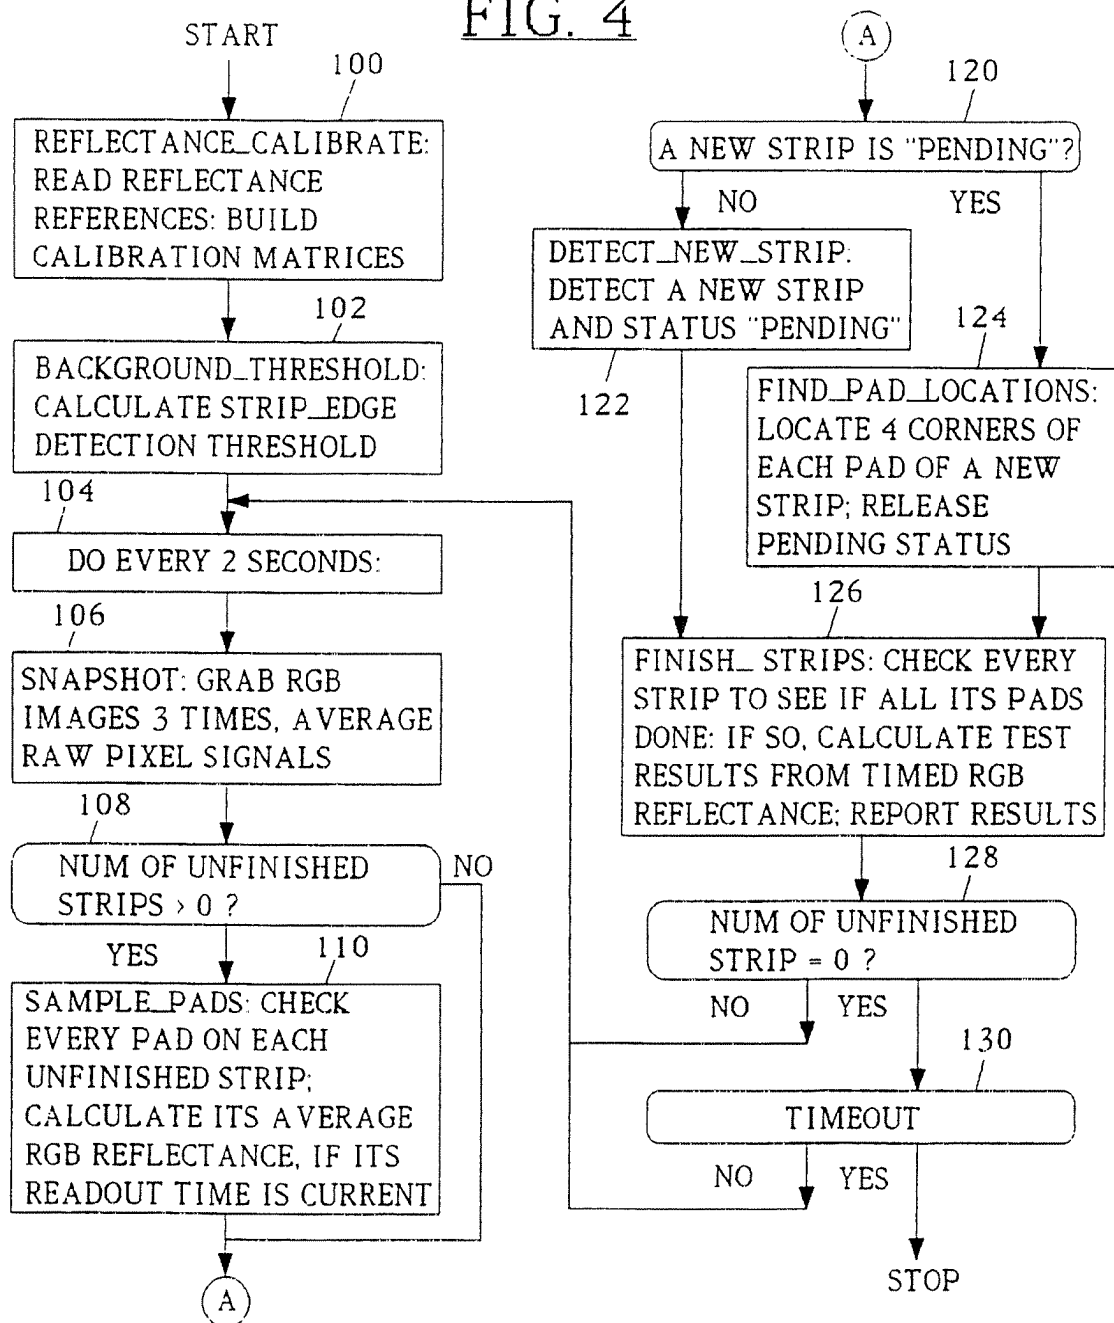 FIG. 4
START
100
REFLECTANCE_CALIBRATE:
READ REFLECTANCE
REFERENCES: BUILD
CALIBRATION MATRICES
102
BACKGROUND_THRESHOLD:
CALCULATE STRIP_EDGE
DETECTION THRESHOLD
104
DO EVERY 2 SECONDS:
106
SNAPSHOT: GRAB RGB
IMAGES 3 TIMES, AVERAGE
RAW PIXEL SIGNALS
108
NUM OF UNFINISHED
STRIPS > 0 ?
NO
YES
110
SAMPLE_PADS: CHECK
EVERY PAD ON EACH
UNFINISHED STRIP;
CALCULATE ITS AVERAGE
RGB REFLECTANCE, IF ITS
READOUT TIME IS CURRENT
A
A
120
A NEW STRIP IS "PENDING"?
NO
YES
DETECT_NEW_STRIP:
DETECT A NEW STRIP
AND STATUS "PENDING"
122
124
FIND_PAD_LOCATIONS:
LOCATE 4 CORNERS OF
EACH PAD OF A NEW
STRIP; RELEASE
PENDING STATUS
126
FINISH_ STRIPS: CHECK EVERY
STRIP TO SEE IF ALL ITS PADS
DONE: IF SO, CALCULATE TEST
RESULTS FROM TIMED RGB
REFLECTANCE; REPORT RESULTS
128
NUM OF UNFINISHED
STRIP = 0 ?
NO
YES
130
TIMEOUT
NO
YES
STOP